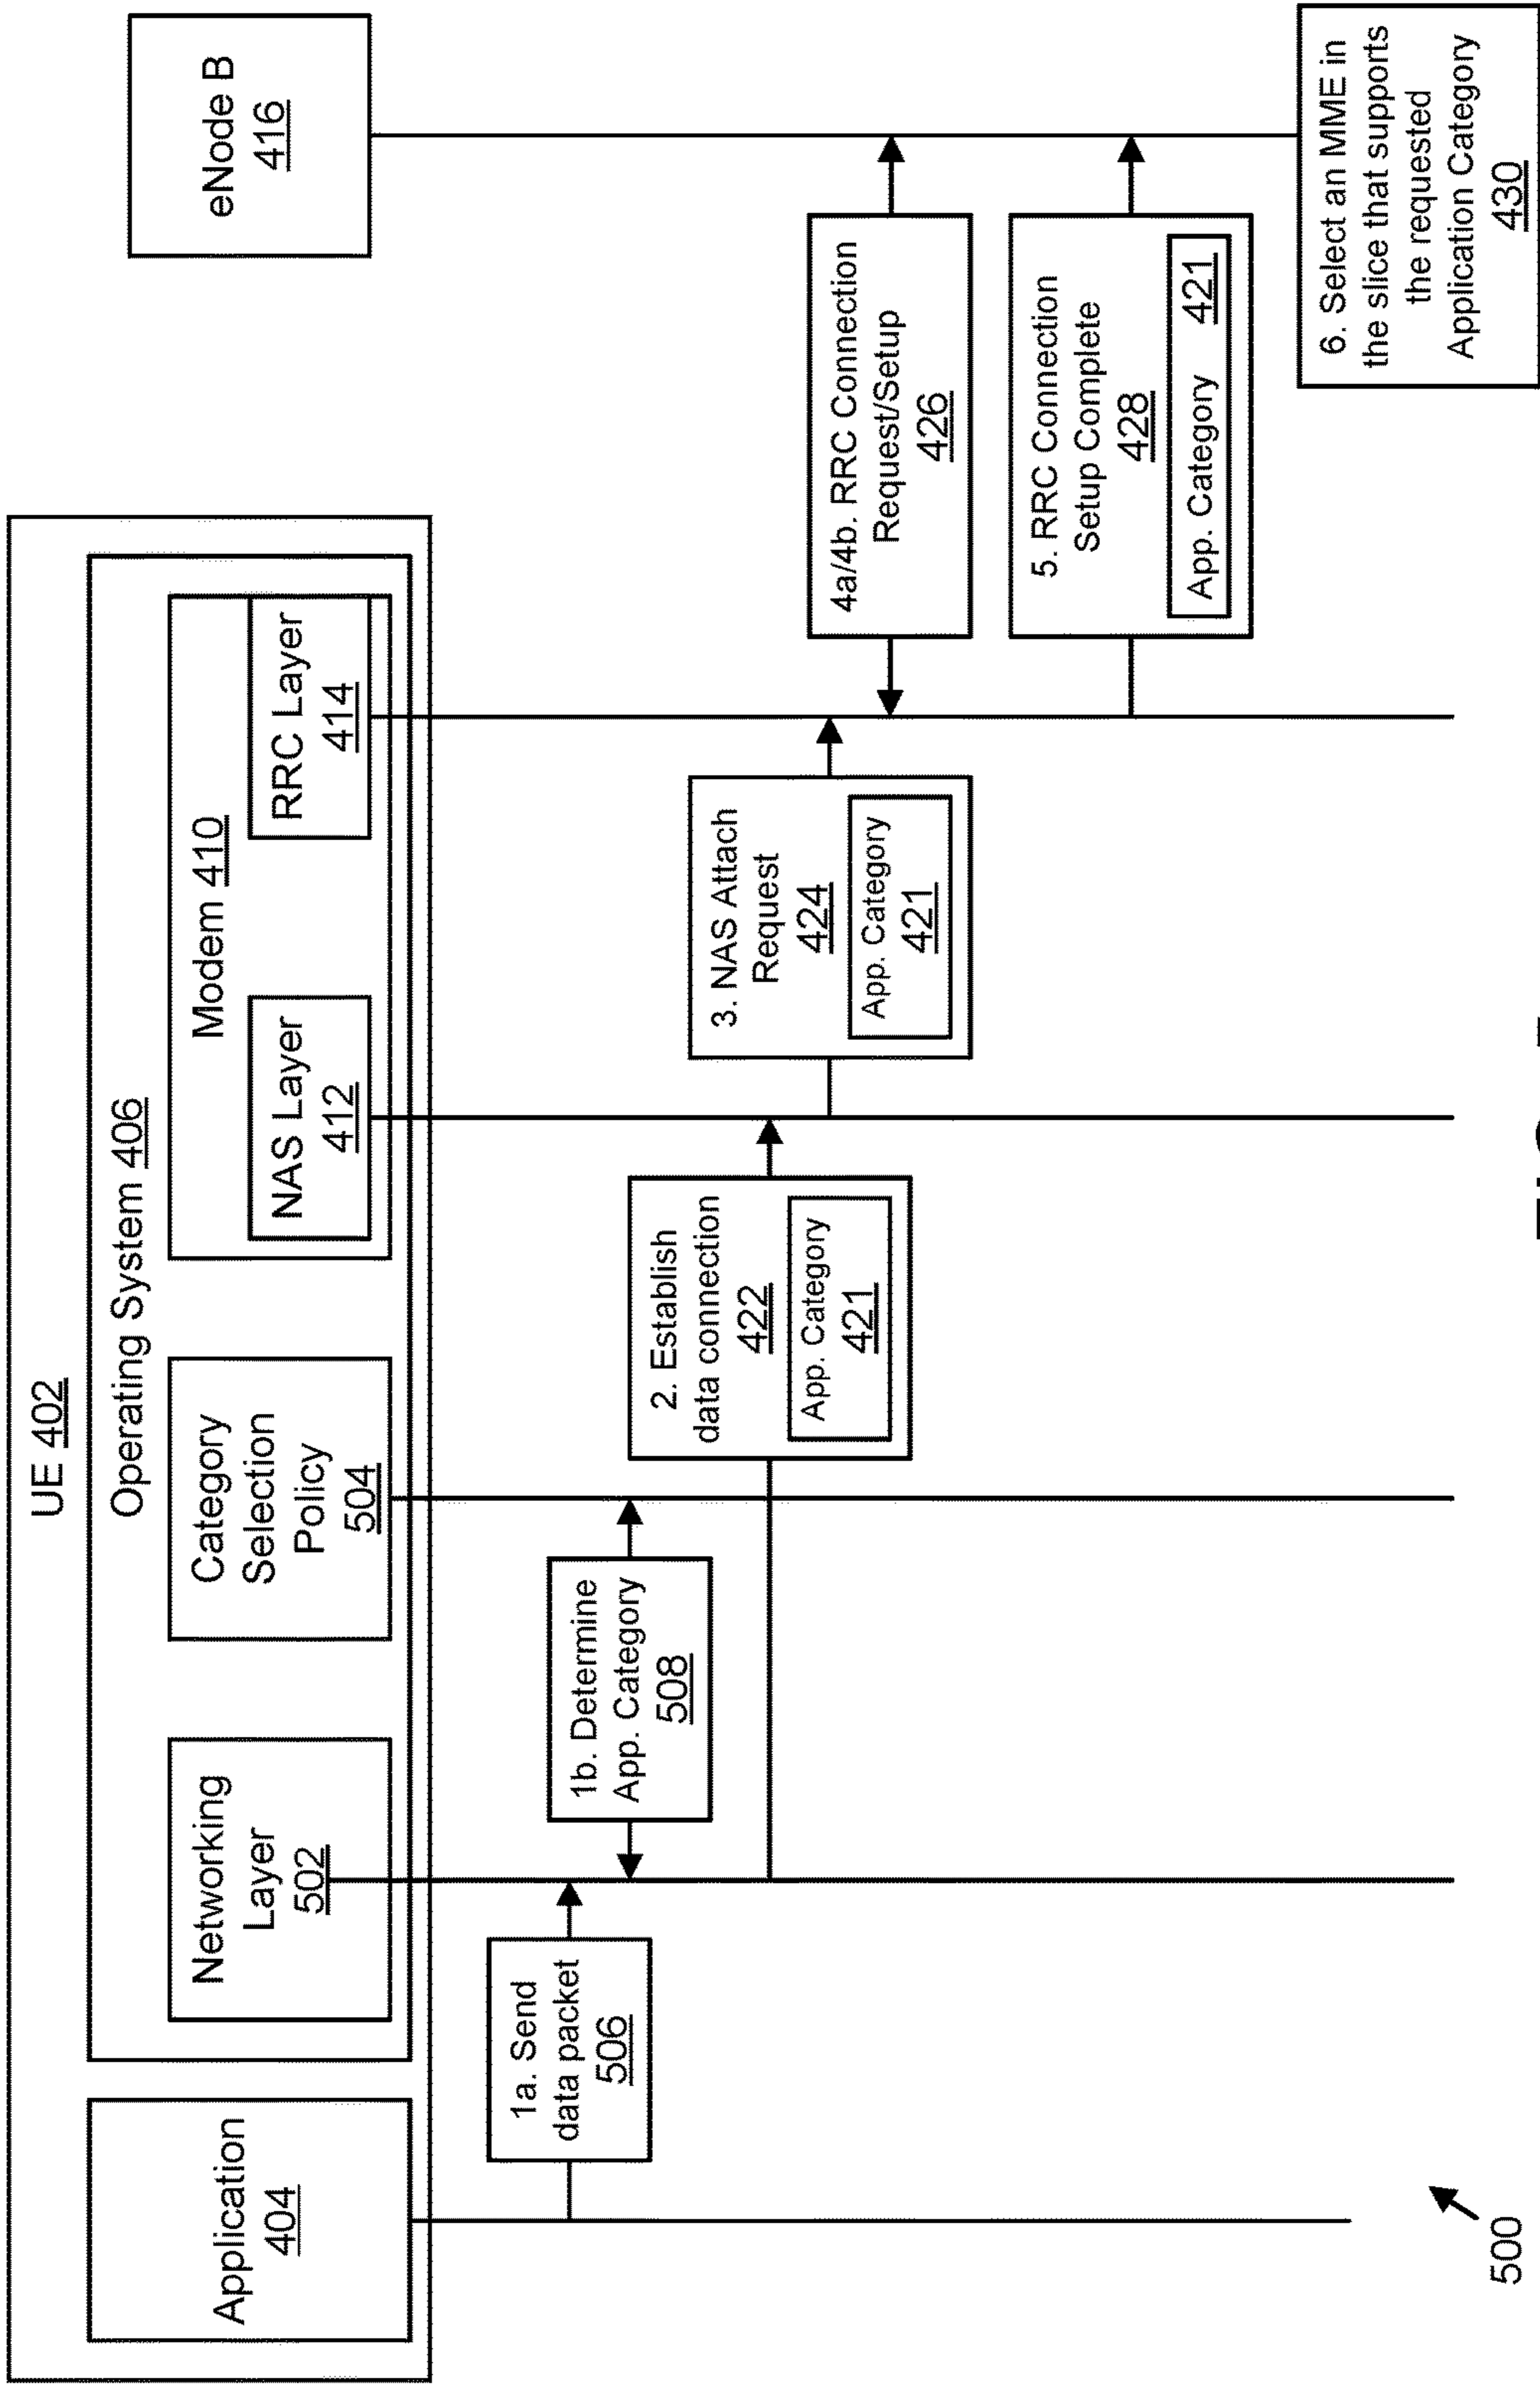 UE 402
Operating System 406
Application
404
Networking
Layer
502
Category
Selection
Policy
504
Modem 410
NAS Layer
412
RRC Layer
414
eNode B
416
1a. Send
data packet
506
1b. Determine
App. Category
508
2. Establish
data connection
422
App. Category
421
3. NAS Attach
Request
424
App. Category
421
4a/4b. RRC Connection
Request/Setup
426
5. RRC Connection
Setup Complete
428
App. Category 421
6. Select an MME in
the slice that supports
the requested
Application Category
430
500